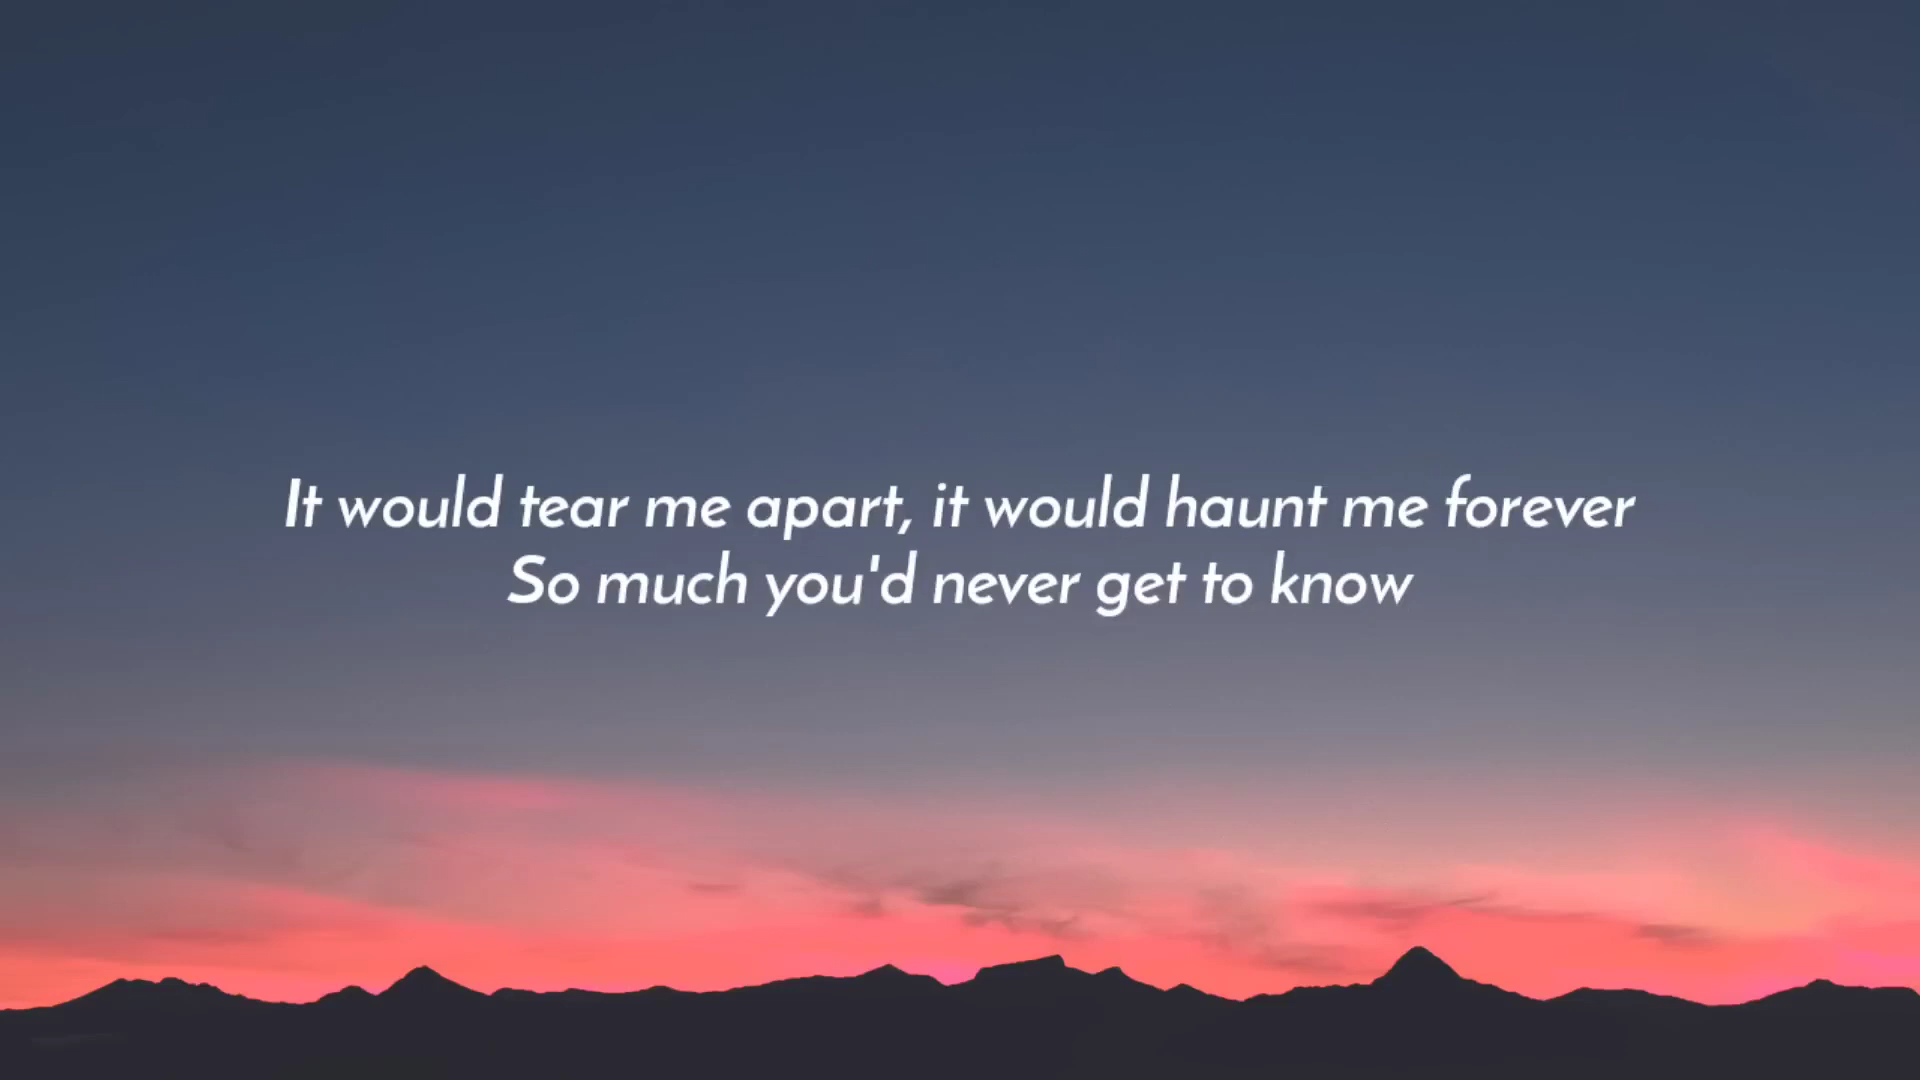 It would tear me apart, it would haunt me forever
So much you'd never get to know